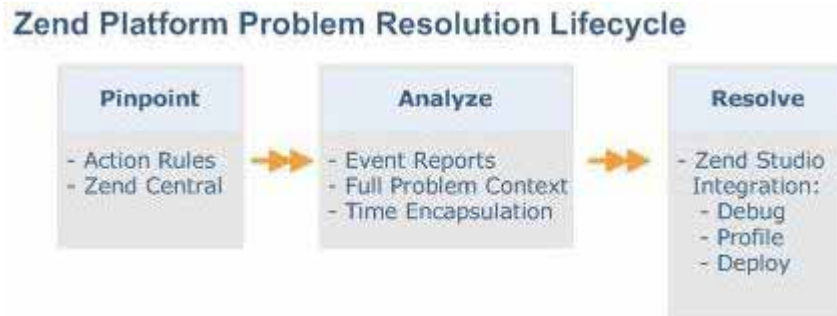 Zend Platform Problem Resolution Lifecycle
Pinpoint
- Action Rules
- Zend Central
Analyze
- Event Reports
- Full Problem Context
- Time Encapsulation
Resolve
- Zend Studio
Integration:
- Debug
- Profile
- Deploy